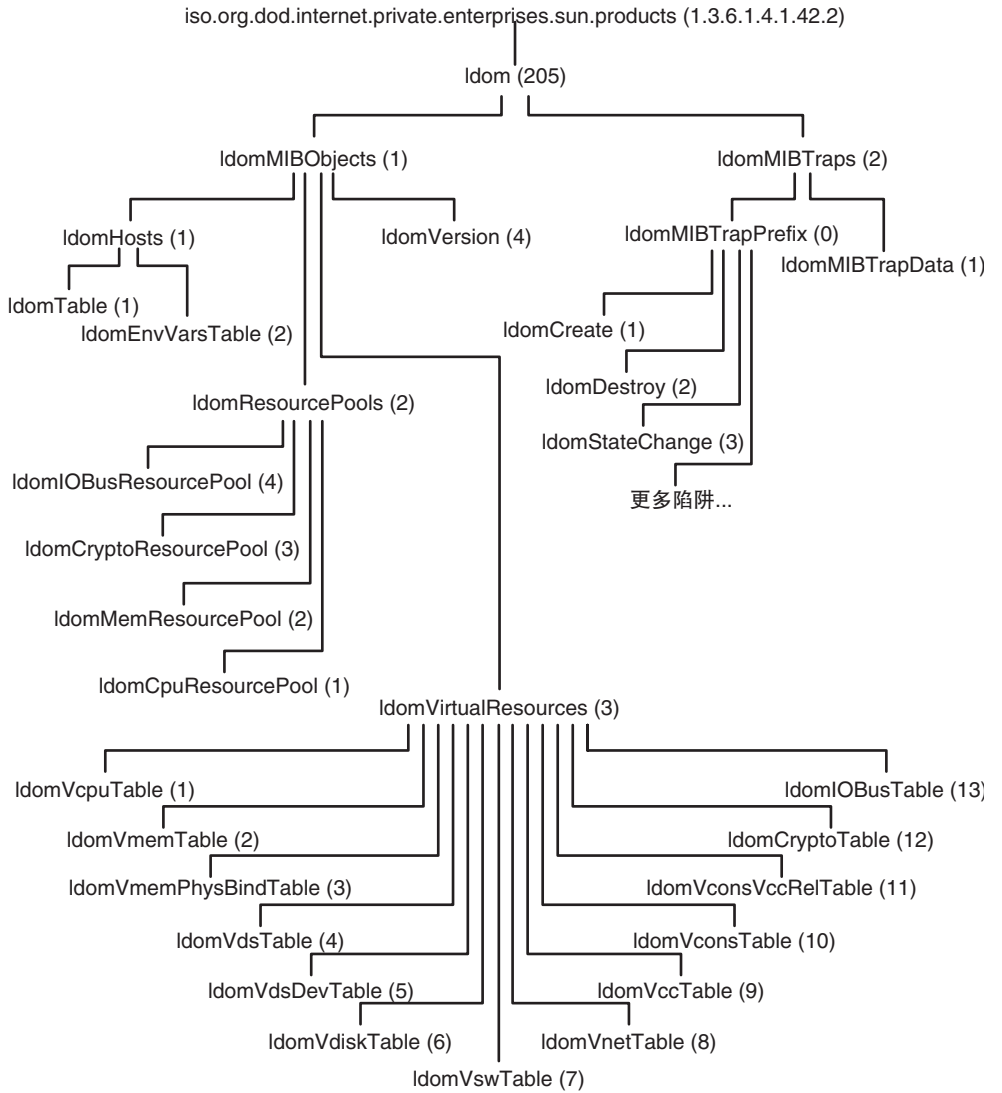 iso.org.dod.internet.private.enterprises.sun.products (1.3.6.1.4.1.42.2)
ldom (205)
ldomMIBObjects (1)
ldomMIBTraps (2)
ldomHosts (1)
ldomVersion (4)
ldomMIBTrapPrefix (0)
ldomMIBTrapData (1)
ldomTable (1)
ldomEnvVarsTable (2)
ldomCreate (1)
ldomDestroy (2)
ldomResourcePools (2)
ldomStateChange (3)
ldomIOBusResourcePool (4)
更多陷阱...
ldomCryptoResourcePool (3)
ldomMemResourcePool (2)
ldomCpuResourcePool (1)
ldomVirtualResources (3)
ldomVcpuTable (1)
ldomIOBusTable (13)
ldomVmemTable (2)
ldomCryptoTable (12)
ldomVmemPhysBindTable (3)
ldomVconsVccRelTable (11)
ldomVdsTable (4)
ldomVconsTable (10)
ldomVdsDevTable (5)
ldomVccTable (9)
ldomVdiskTable (6)
ldomVnetTable (8)
ldomVswTable (7)